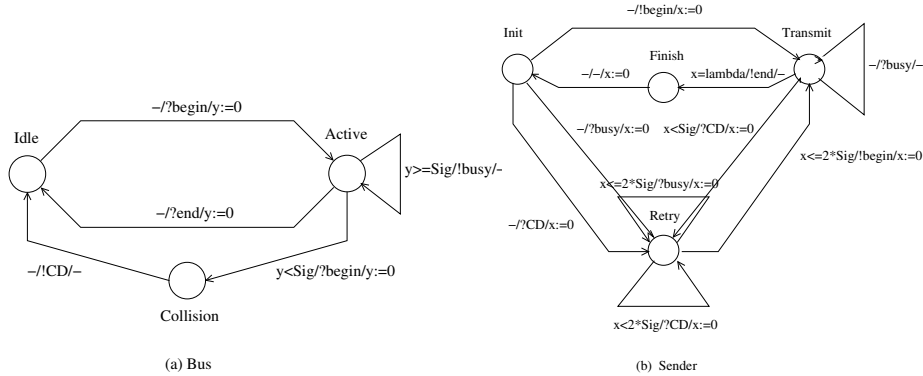 −/!begin/x:=0
Init
Transmit
Finish
−/−/x:=0
x=lambda/!end/−
−/?busy/−
−/?begin/y:=0
Idle
Active
−/?busy/x:=0
x<Sig/?CD/x:=0
x<=2*Sig/!begin/x:=0
y>=Sig/!busy/−
x<=2*Sig/?busy/x:=0
−/?end/y:=0
Retry
−/?CD/x:=0
−/!CD/−
y<Sig/?begin/y:=0
Collision
x<2*Sig/?CD/x:=0
(a) Bus
(b) Sender